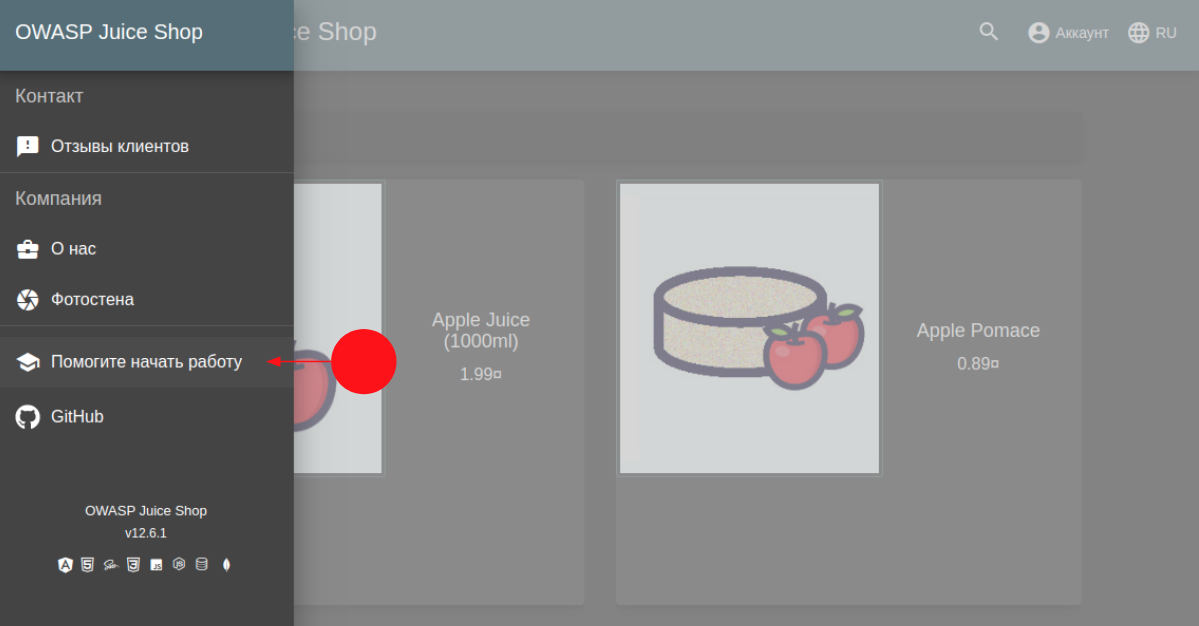 OWASP Juice Shop
ce Shop
Аккаунт
RU
Контакт
Отзывы клиентов
Компания
О нас
Фотостена
Помогите начать работу
GitHub
OWASP Juice Shop
v12.6.1
Apple Juice
(1000ml)
1.99¤
Apple Pomace
0.89¤